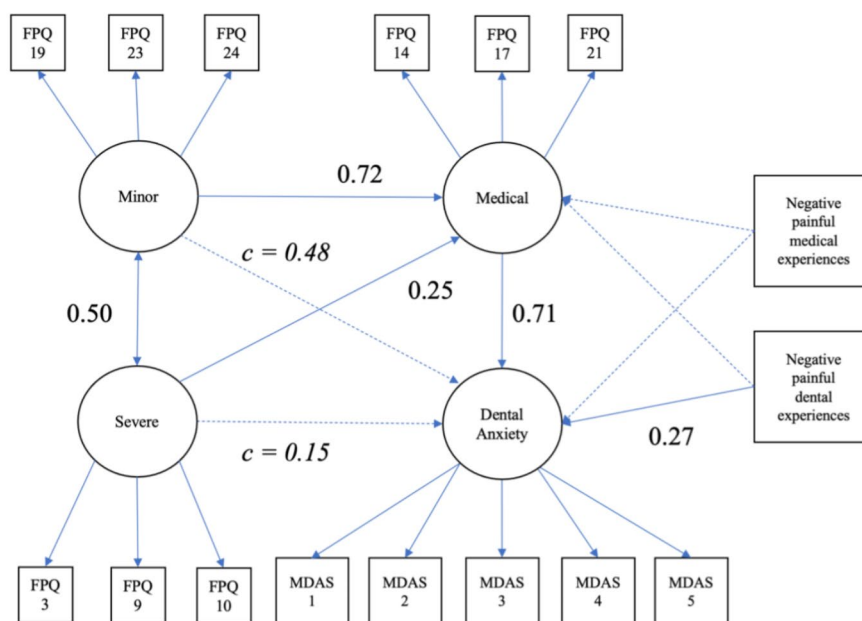 FPQ
19
FPQ
23
FPQ
24
FPQ
14
FPQ
17
FPQ
21
Minor
0.72
Medical
Negative
painful
medical
experiences
c = 0.48
0.50
0.25
0.71
Severe
c = 0.15
Dental
Anxiety
Negative
painful
dental
experiences
0.27
FPQ
3
FPQ
9
FPQ
10
MDAS
1
MDAS
2
MDAS
3
MDAS
4
MDAS
5